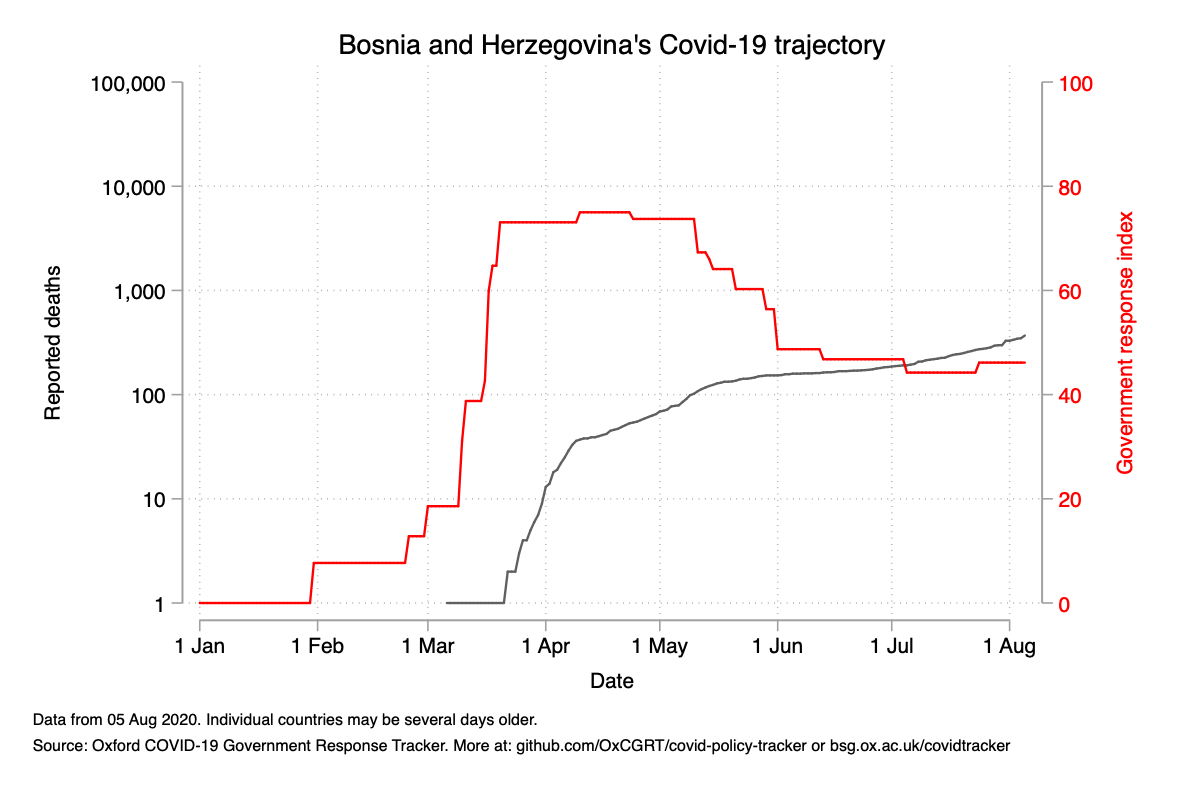 Bosnia and Herzegovina's Covid-19 trajectory
100,000
10,000
1,000
100
10
1
Reported deaths
100
80
60
40
20
0
Government response index
1 Jan
1 Feb
1 Mar
1 Apr
1 May
1 Jun
1 Jul
1 Aug
Date
Data from 05 Aug 2020. Individual countries may be several days older.
Source: Oxford COVID-19 Government Response Tracker. More at: github.com/OxCGRT/covid-policy-tracker or bsg.ox.ac.uk/covidtracker